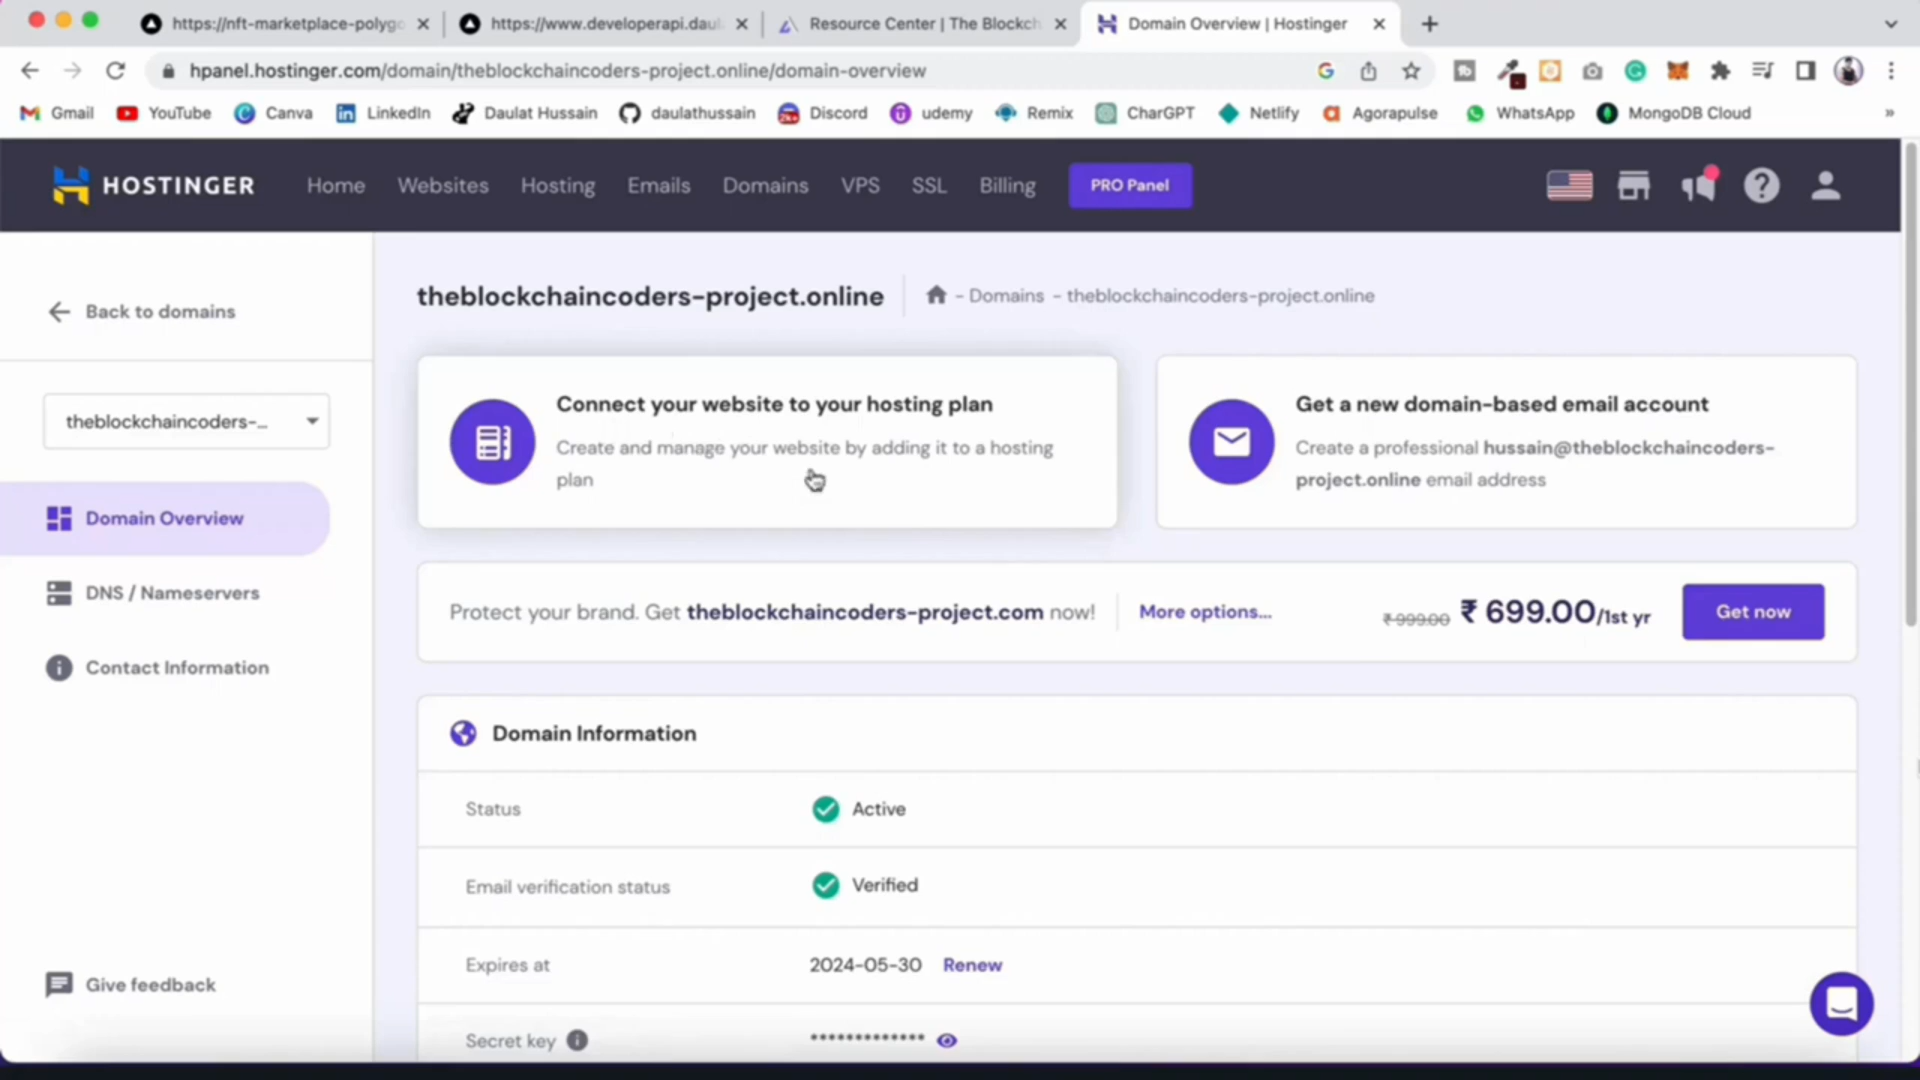 https://nft-marketplace-polygo
https://www.developerapi.daul
Resource Center | The Blockch
Domain Overview | Hostinger
hpanel.hostinger.com/domain/theblockchaincoders-project.online/domain-overview
Gmail
YouTube
Canva
LinkedIn
Daulat Hussain
daulathussain
Discord
udemy
Remix
CharGPT
Netlify
Agorapulse
WhatsApp
MongoDB Cloud
»
HOSTINGER
Home
Websites
Hosting
Emails
Domains
VPS
SSL
Billing
PRO Panel
Back to domains
theblockchaincoders-...
Domain Overview
DNS / Nameservers
Contact Information
Give feedback
theblockchaincoders-project.online
- Domains - theblockchaincoders-project.online
Connect your website to your hosting plan
Create and manage your website by adding it to a hosting
plan
Get a new domain-based email account
Create a professional hussain@theblockchaincoders-
project.online email address
Protect your brand. Get theblockchaincoders-project.com now!
More options...
₹ 999.00
₹ 699.00/1st yr
Get now
Domain Information
Status
Active
Email verification status
Verified
Expires at
2024-05-30
Renew
Secret key
•••••••••••••